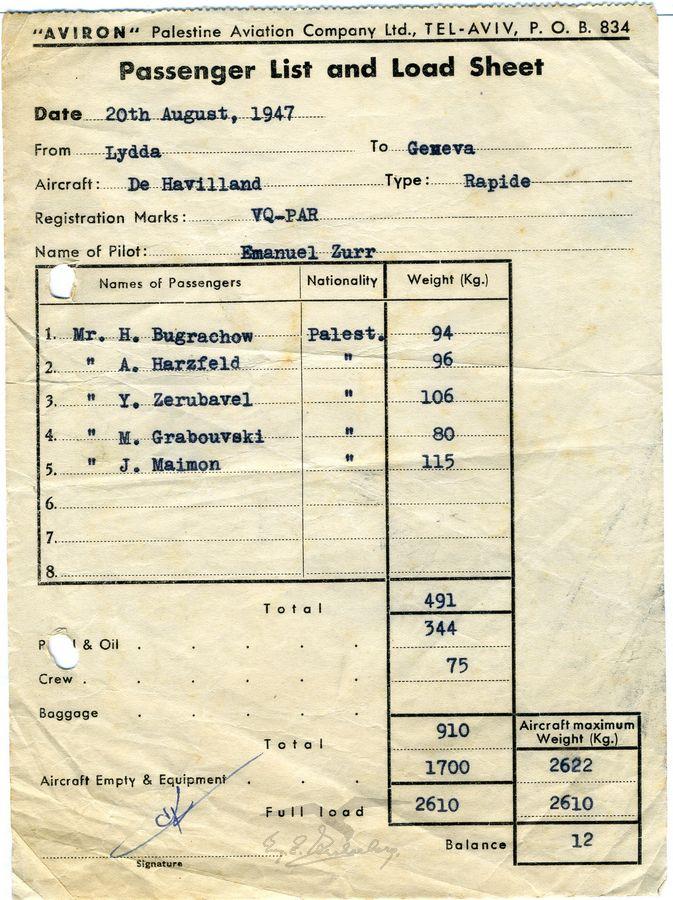 "AVIRON" Palestine Aviation Company Ltd., TEL-AVIV, P. O. B. 834
Passenger List and Load Sheet
Date 20th August, 1947
From Lydda To Geneva
Aircraft: De Havilland Type: Rapide
Registration Marks: VQ-PAR
Name of Pilot: Emanuel Zurr
Names of Passengers Nationality Weight (Kg.)
1. Mr. H. Bugrachow Palest. 94
2. " A. Harzfeld " 96
3. " Y. Zerubavel " 106
4. " M. Grabouvski " 80
5. " J. Maimon " 115
6.
7.
8.
Total 491
& Oil 344
Crew 75
Baggage
Total 910 Aircraft maximum Weight (Kg.)
Aircraft Empty & Equipment 1700 2622
Full load 2610 2610
Balance 12
Signature